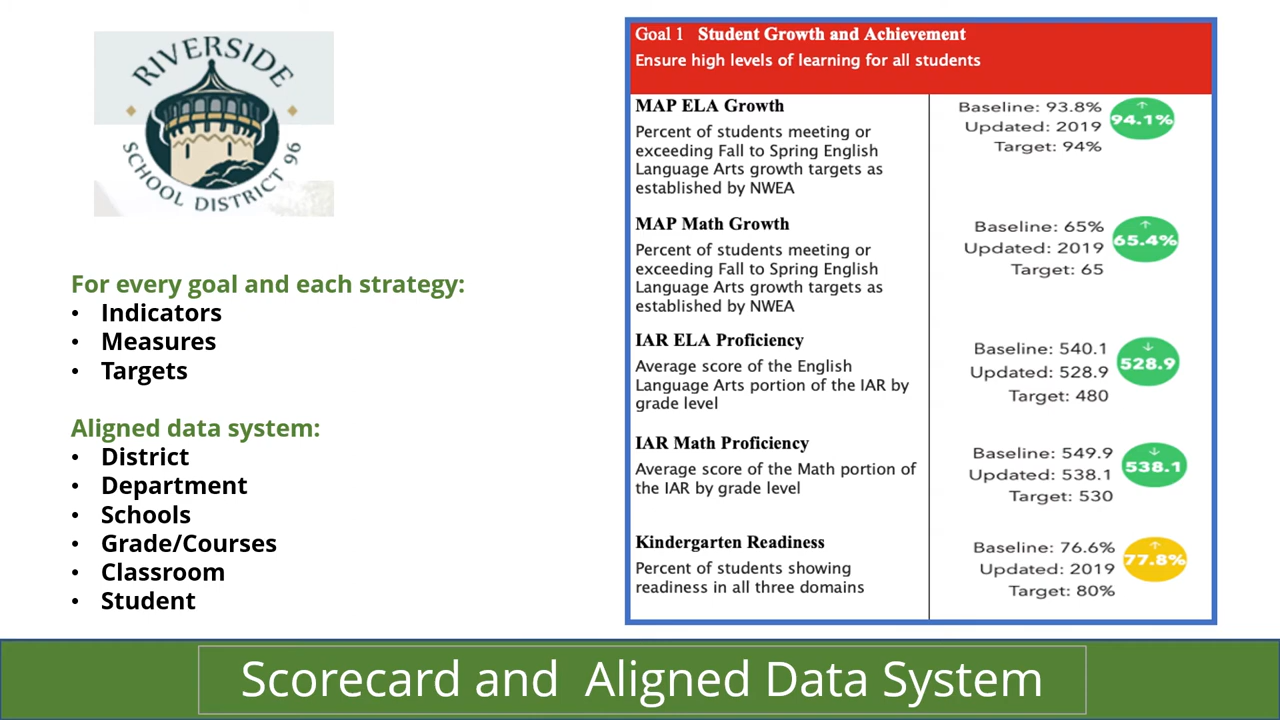 RIVERSIDE
SCHOOL DISTRICT 96
For every goal and each strategy:
• Indicators
• Measures
• Targets
Aligned data system:
• District
• Department
• Schools
• Grade/Courses
• Classroom
• Student
Goal 1 Student Growth and Achievement
Ensure high levels of learning for all students
MAP ELA Growth
Percent of students meeting or
exceeding Fall to Spring English
Language Arts growth targets as
established by NWEA
Baseline: 93.8%
Updated: 2019
Target: 94%
↑
94.1%
MAP Math Growth
Percent of students meeting or
exceeding Fall to Spring English
Language Arts growth targets as
established by NWEA
Baseline: 65%
Updated: 2019
Target: 65
↑
65.4%
IAR ELA Proficiency
Average score of the English
Language Arts portion of the IAR by
grade level
Baseline: 540.1
Updated: 528.9
Target: 480
↓
528.9
IAR Math Proficiency
Average score of the Math portion of
the IAR by grade level
Baseline: 549.9
Updated: 538.1
Target: 530
↓
538.1
Kindergarten Readiness
Percent of students showing
readiness in all three domains
Baseline: 76.6%
Updated: 2019
Target: 80%
↑
77.8%
Scorecard and Aligned Data System